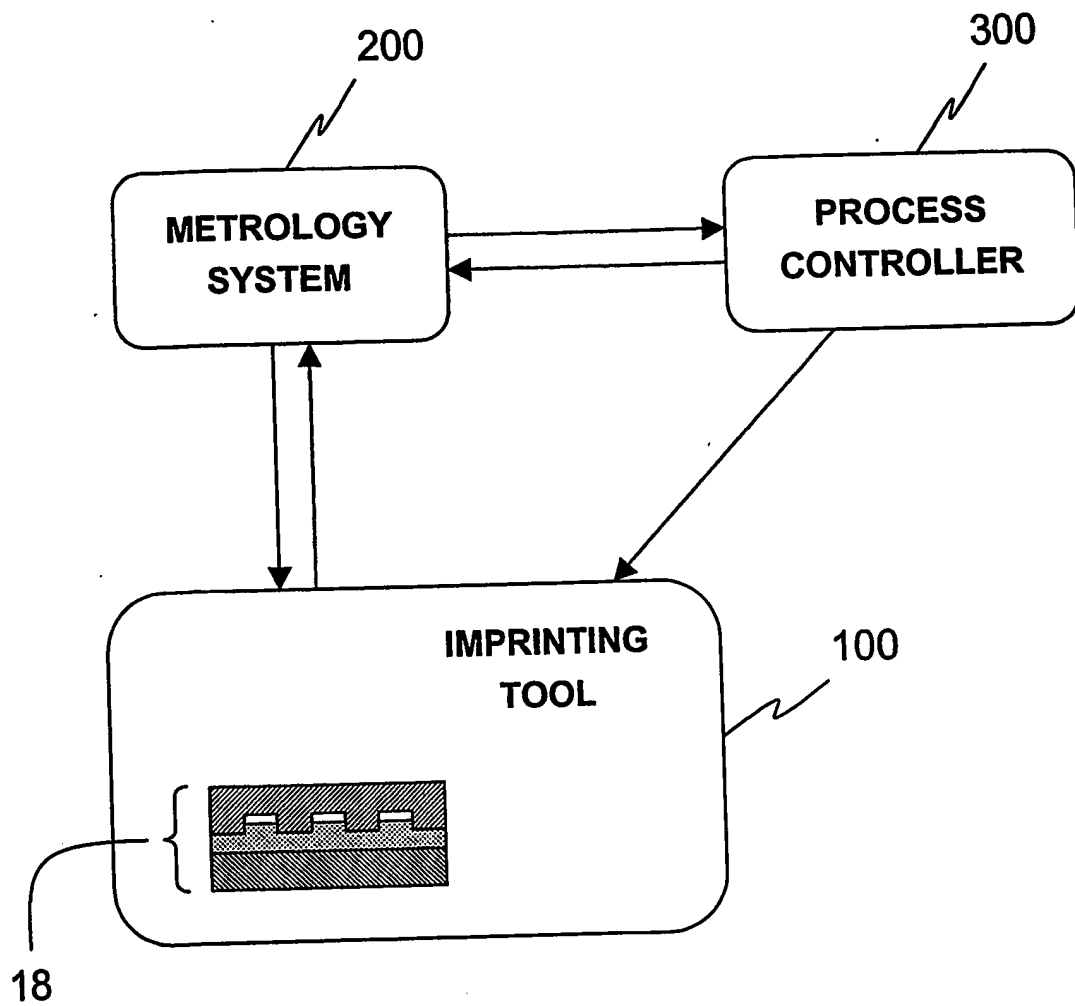 200
300
METROLOGY
SYSTEM
PROCESS
CONTROLLER
IMPRINTING
TOOL
100
18